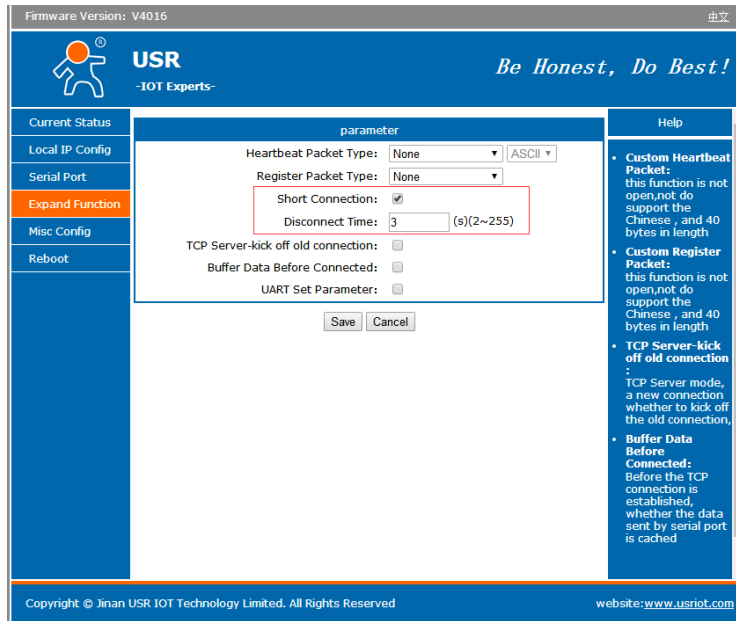 Firmware Version: V4016
中文
®
USR
-IOT Experts-
Be Honest, Do Best!
Current Status
Local IP Config
Serial Port
Expand Function
Misc Config
Reboot
parameter
Heartbeat Packet Type: None ASCII
Register Packet Type: None
Short Connection:
Disconnect Time: 3 (s)(2~255)
TCP Server-kick off old connection:
Buffer Data Before Connected:
UART Set Parameter:
Save Cancel
Help
• Custom Heartbeat
Packet:
this function is not
open,not do
support the
Chinese , and 40
bytes in length
• Custom Register
Packet:
this function is not
open,not do
support the
Chinese , and 40
bytes in length
• TCP Server-kick
off old connection
:
TCP Server mode,
a new connection
whether to kick off
the old connection,
• Buffer Data
Before
Connected:
Before the TCP
connection is
established,
whether the data
sent by serial port
is cached
Copyright © Jinan USR IOT Technology Limited. All Rights Reserved
website:www.usriot.com